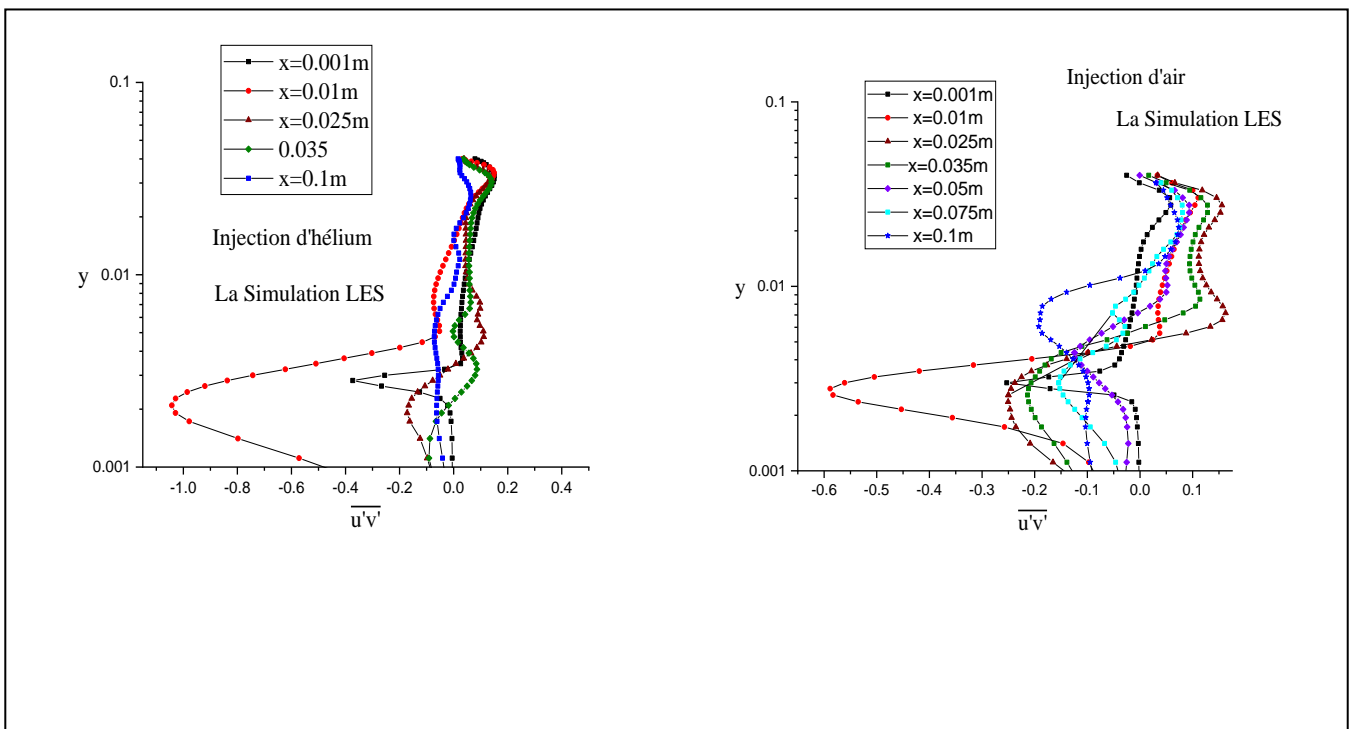 x=0.001m
x=0.01m
x=0.025m
0.035
x=0.1m
0.1
Injection d'hélium
0.01
y
La Simulation LES
0.001
-1.0 -0.8 -0.6 -0.4 -0.2 0.0 0.2 0.4
u'v'
Injection d'air
x=0.001m
x=0.01m
x=0.025m
x=0.035m
x=0.05m
x=0.075m
x=0.1m
0.1
La Simulation LES
0.01
y
0.001
-0.6 -0.5 -0.4 -0.3 -0.2 -0.1 0.0 0.1
u'v'